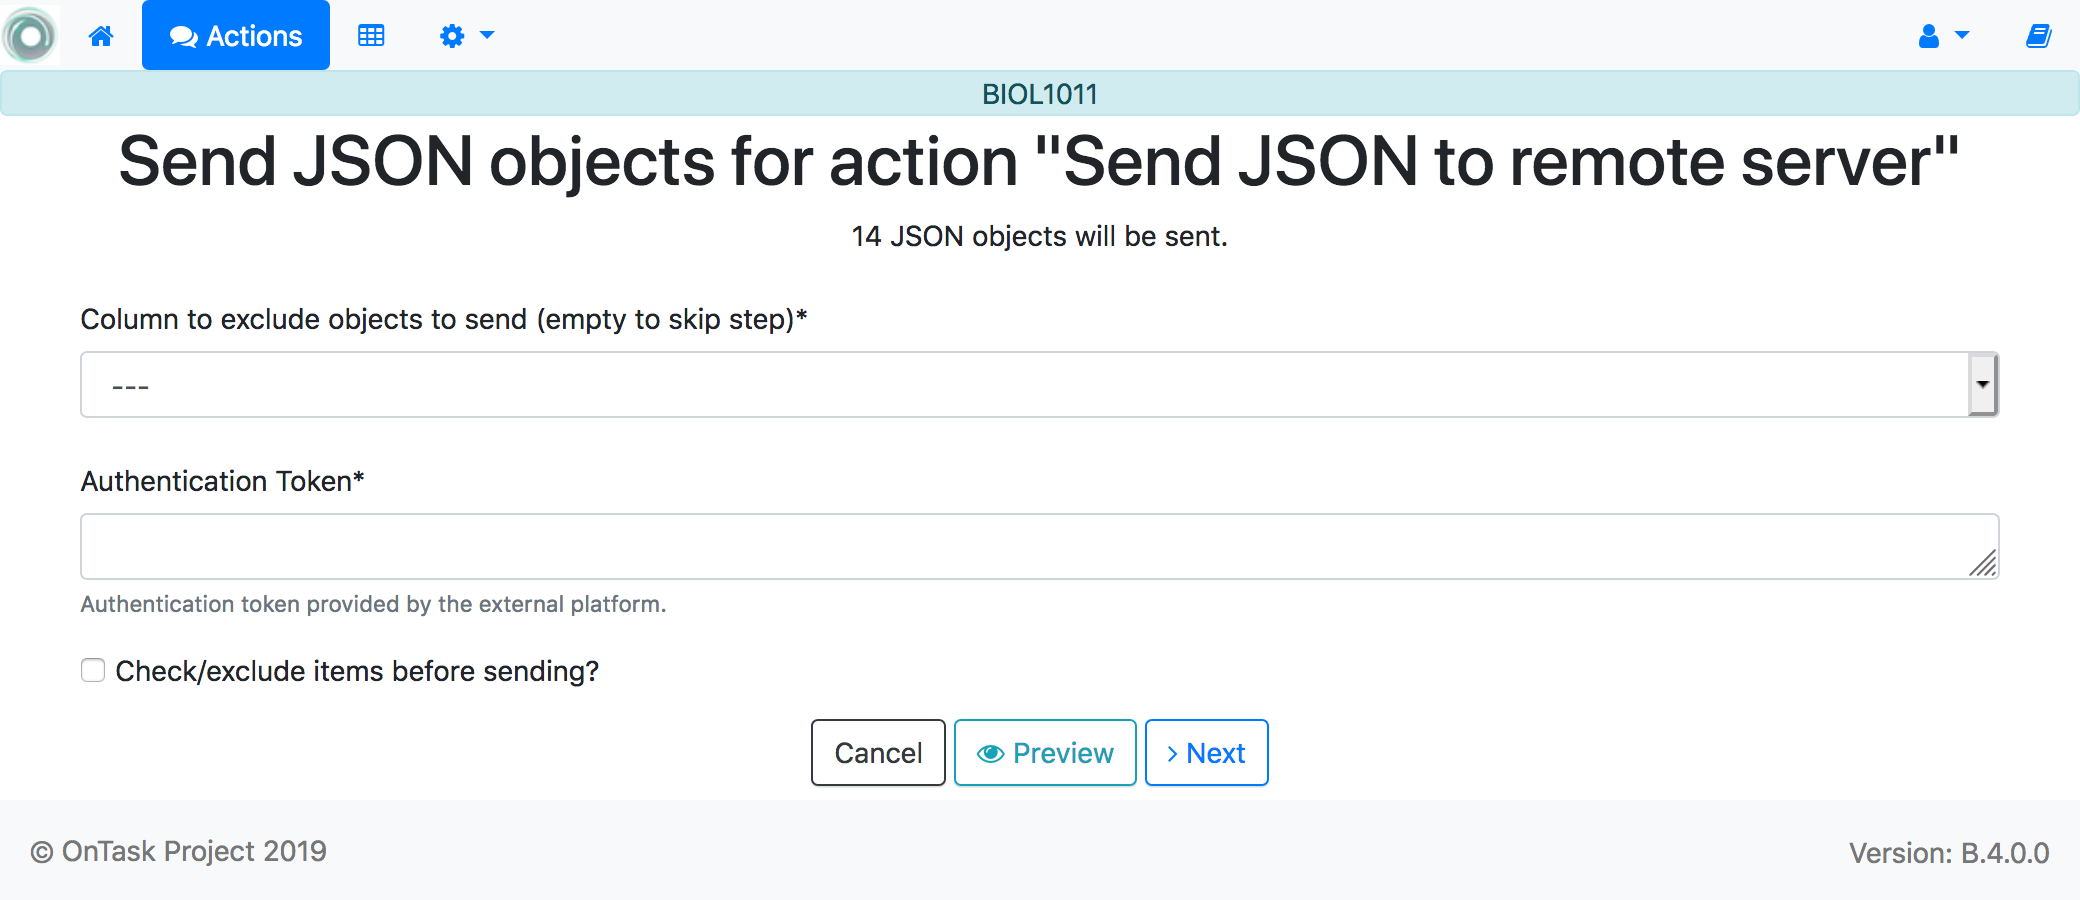 Actions
BIOL1011
Send JSON objects for action "Send JSON to remote server"
14 JSON objects will be sent.
Column to exclude objects to send (empty to skip step)*
---
Authentication Token*
Authentication token provided by the external platform.
Check/exclude items before sending?
Cancel Preview Next
© OnTask Project 2019 Version: B.4.0.0